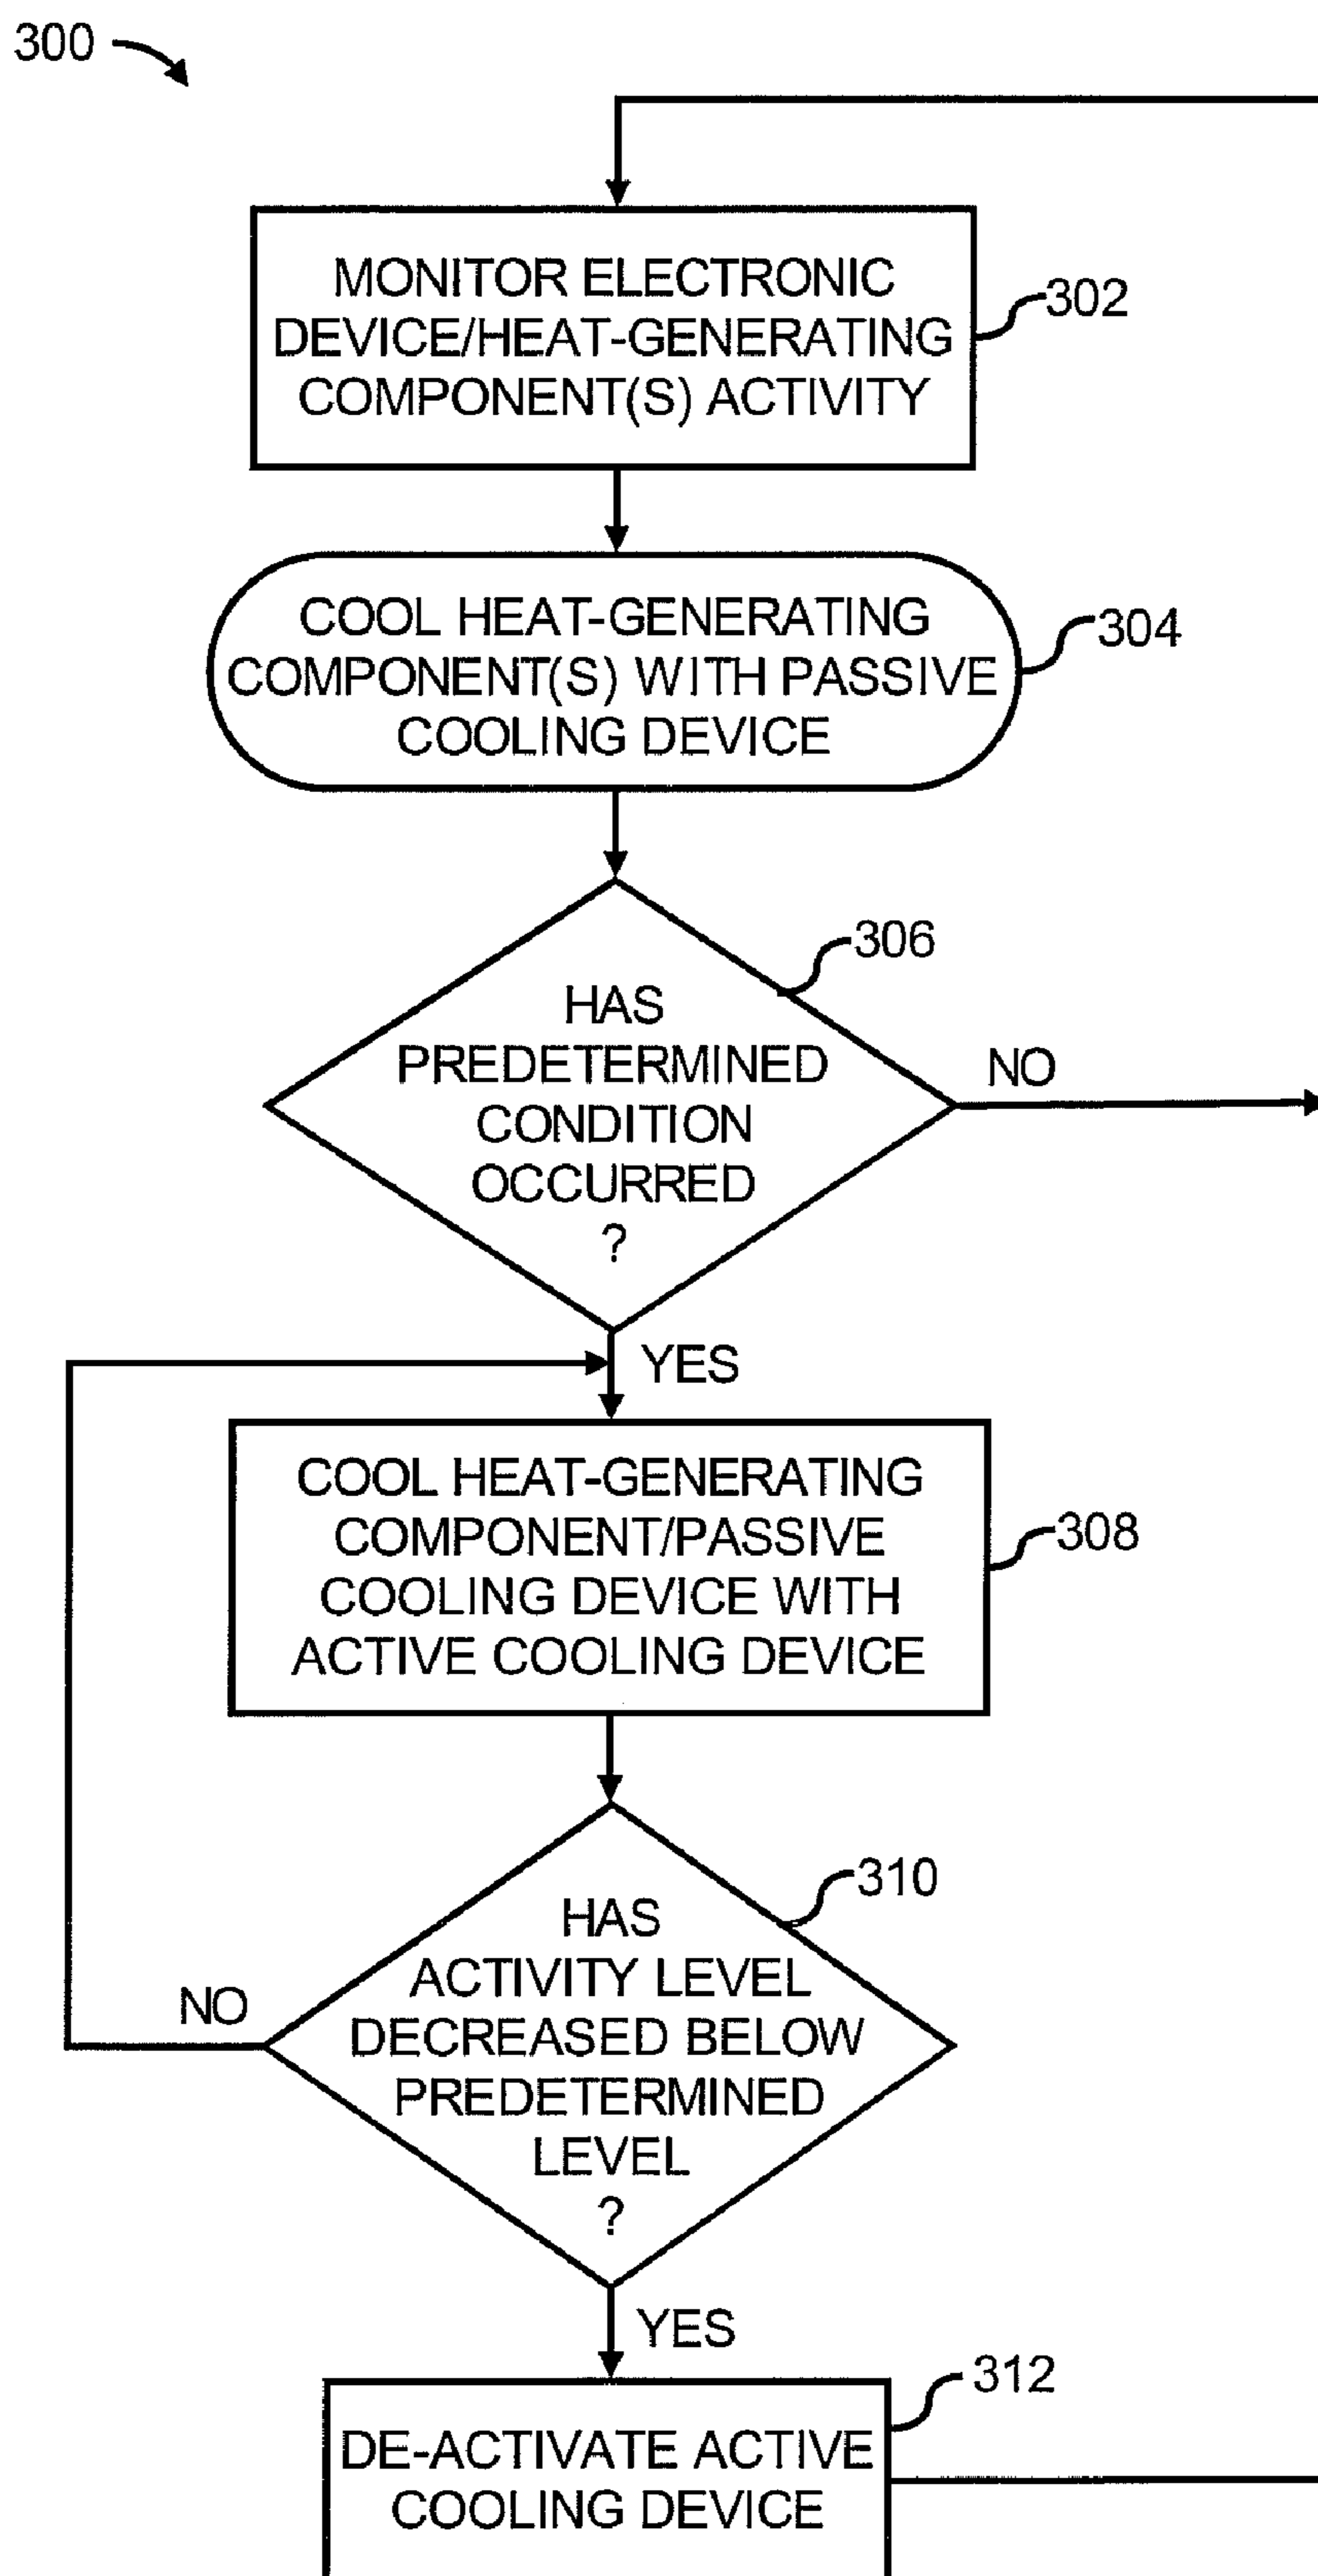 300
MONITOR ELECTRONIC
DEVICE/HEAT-GENERATING
COMPONENT(S) ACTIVITY
302
COOL HEAT-GENERATING
COMPONENT(S) WITH PASSIVE
COOLING DEVICE
304
HAS
PREDETERMINED
CONDITION
OCCURRED
?
306
NO
YES
COOL HEAT-GENERATING
COMPONENT/PASSIVE
COOLING DEVICE WITH
ACTIVE COOLING DEVICE
308
HAS
ACTIVITY LEVEL
DECREASED BELOW
PREDETERMINED
LEVEL
?
310
NO
YES
DE-ACTIVATE ACTIVE
COOLING DEVICE
312